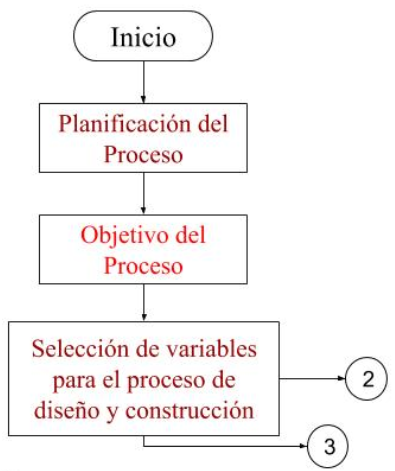 Inicio
Planificación del
Proceso
Objetivo del
Proceso
Selección de variables
para el proceso de
diseño y construcción
2
3